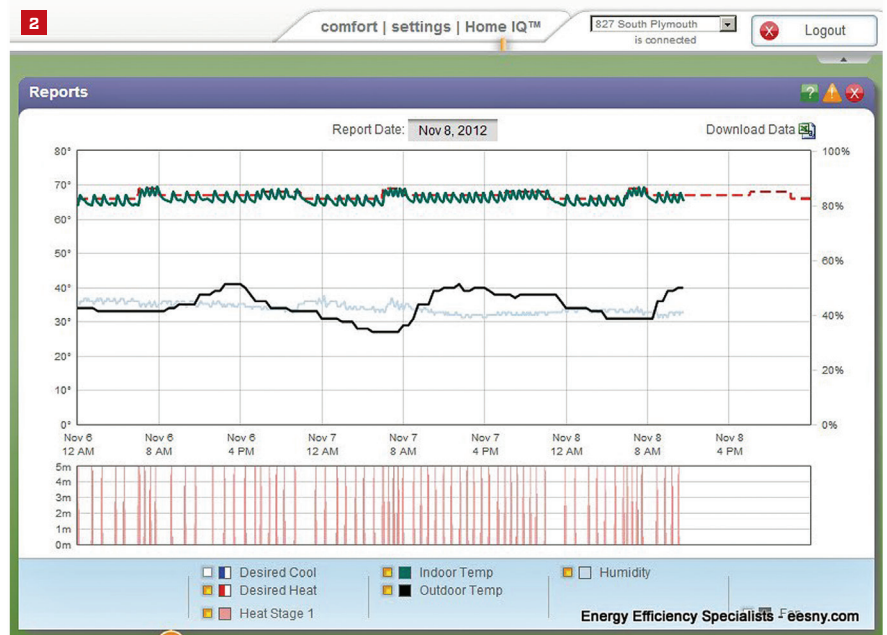 2
comfort | settings | Home IQ™
827 South Plymouth
is connected
Logout
Reports
Report Date: Nov 8, 2012
Download Data
80°
70°
60°
50°
40°
30°
20°
10°
0°
100%
80%
60%
40%
20%
0%
Nov 6 12 AM
Nov 6 8 AM
Nov 6 4 PM
Nov 7 12 AM
Nov 7 8 AM
Nov 7 4 PM
Nov 8 12 AM
Nov 8 8 AM
Nov 8 4 PM
5m
4m
3m
2m
1m
0m
Desired Cool
Desired Heat
Heat Stage 1
Indoor Temp
Outdoor Temp
Humidity
Fan
Energy Efficiency Specialists - eesny.com